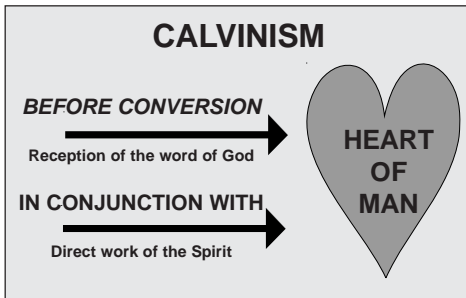 CALVINISM
BEFORE CONVERSION
Reception of the word of God
IN CONJUNCTION WITH
Direct work of the Spirit
HEART
OF
MAN